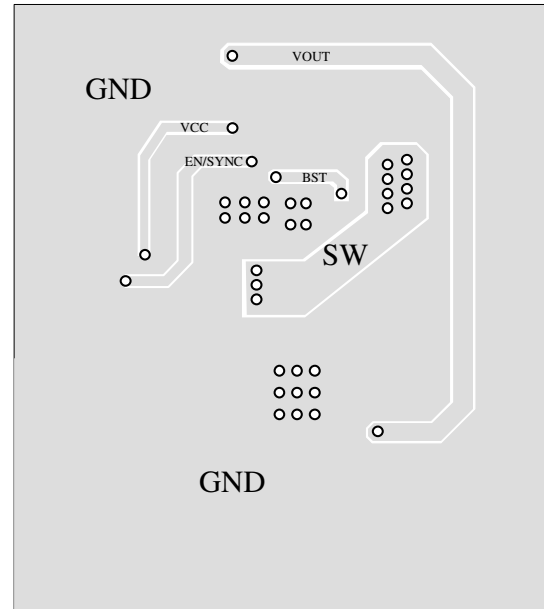 VOUT
GND
VCC
EN/SYNC
BST
SW
GND